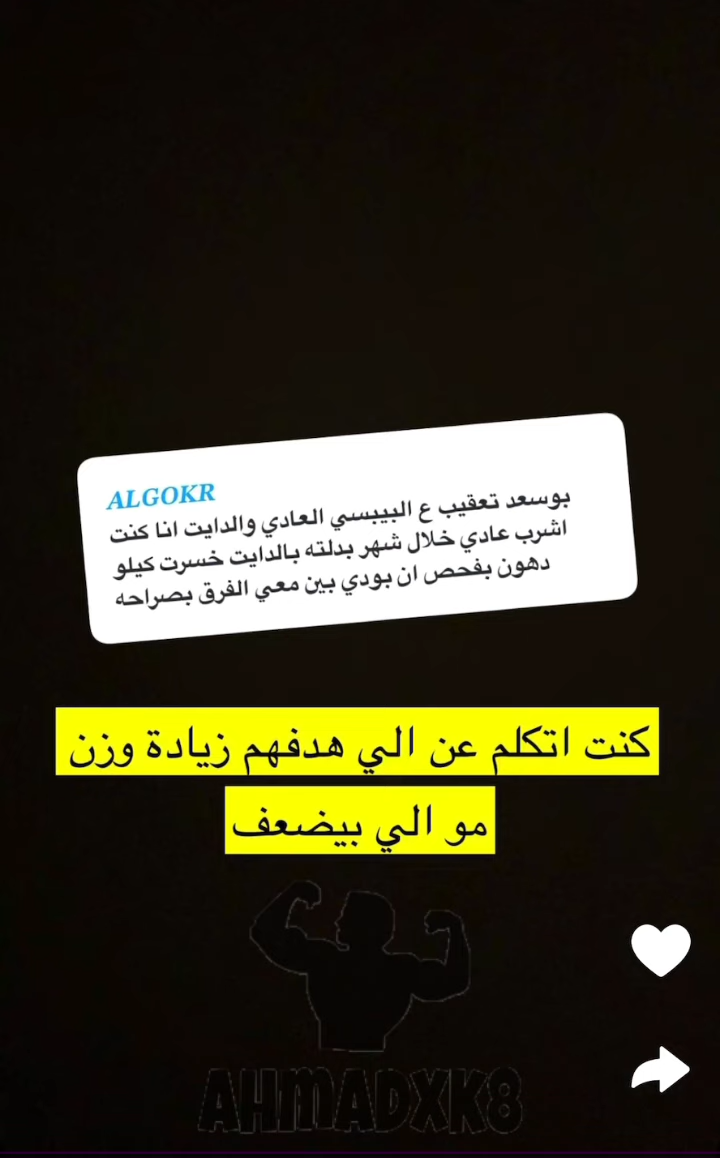 ALGOKR
بوسعد تعقيب ع البيبسي العادي والدايت انا كنت
اشرب عادي خلال شهر بدلته بالدايت خسرت كيلو
دهون بفحص ان بودي بين معي الفرق بصراحه
كنت اتكلم عن الي هدفهم زيادة وزن
مو الي بيضعف
AHMADXK8